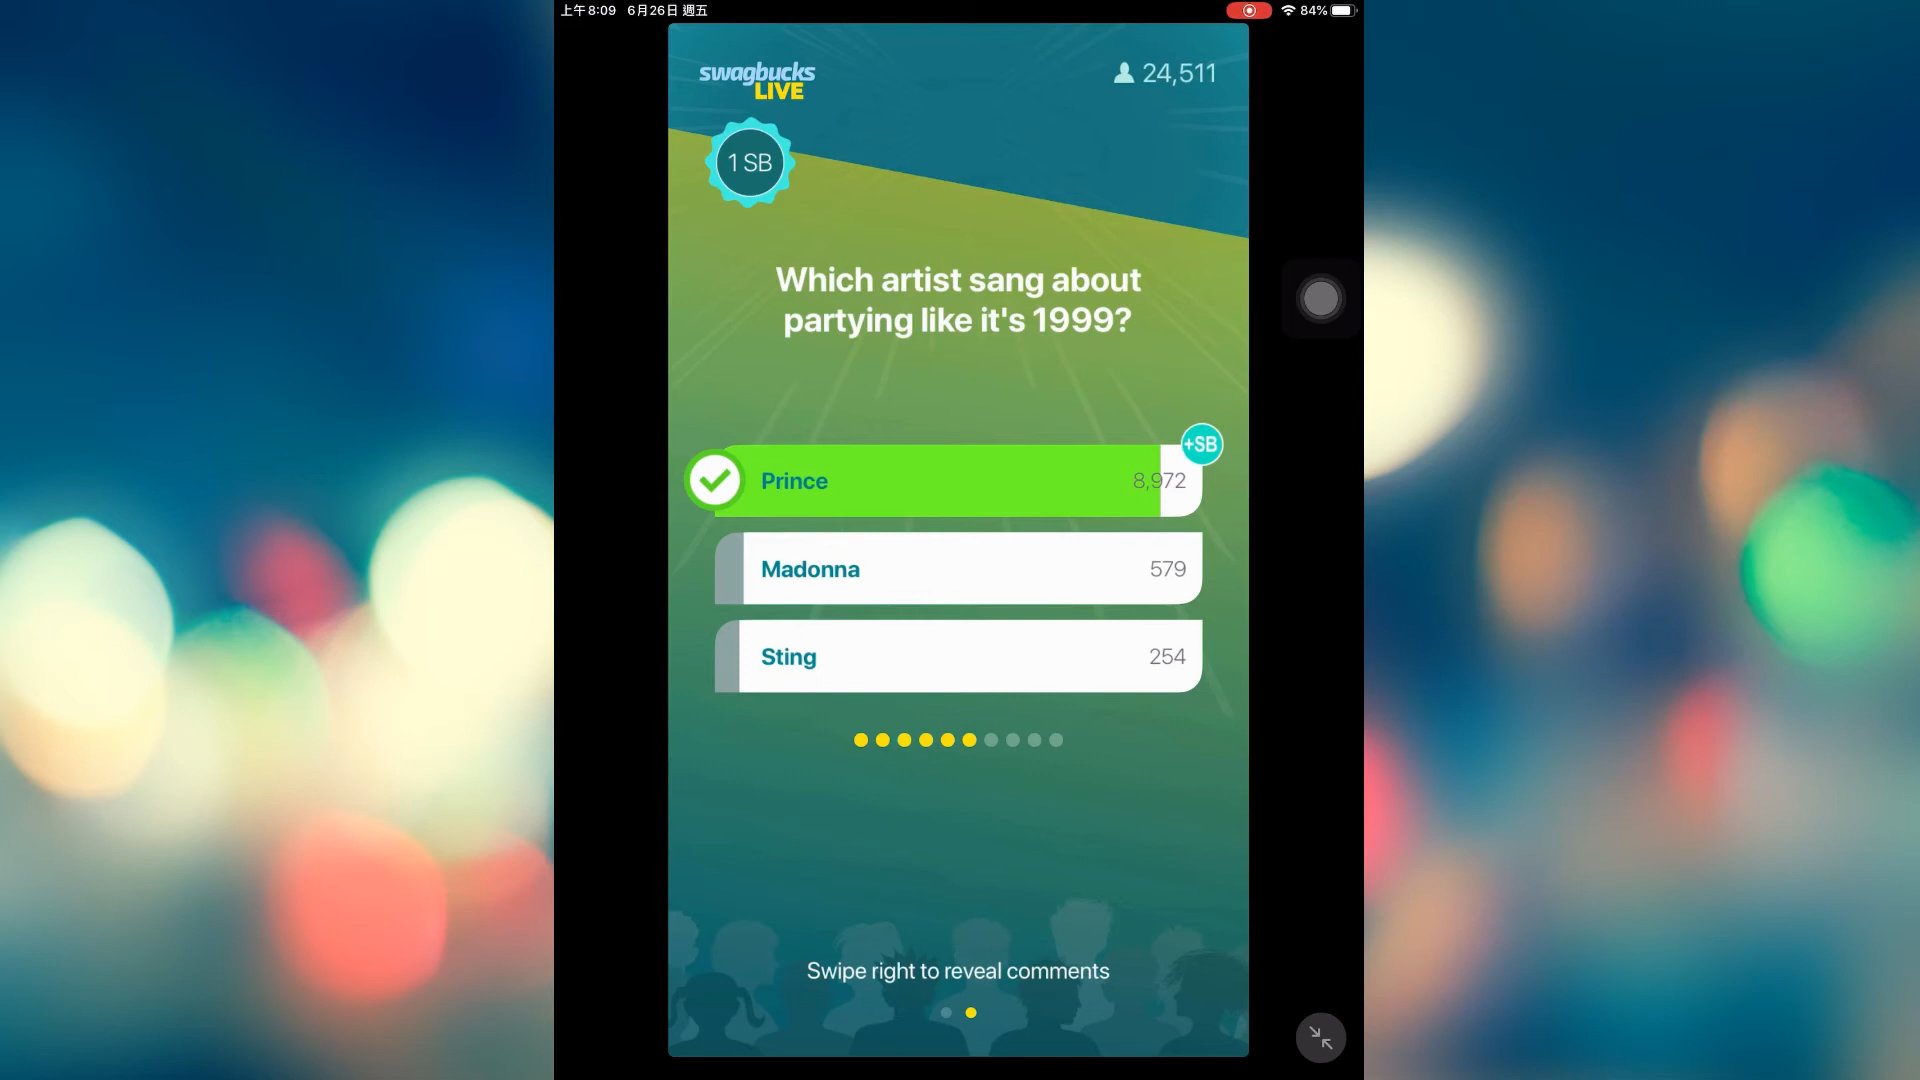 上午8:09 6月26日 週五
84%
swagbucks
LIVE
24,511
1 SB
Which artist sang about
partying like it's 1999?
+SB
Prince 8,972
Madonna 579
Sting 254
Swipe right to reveal comments